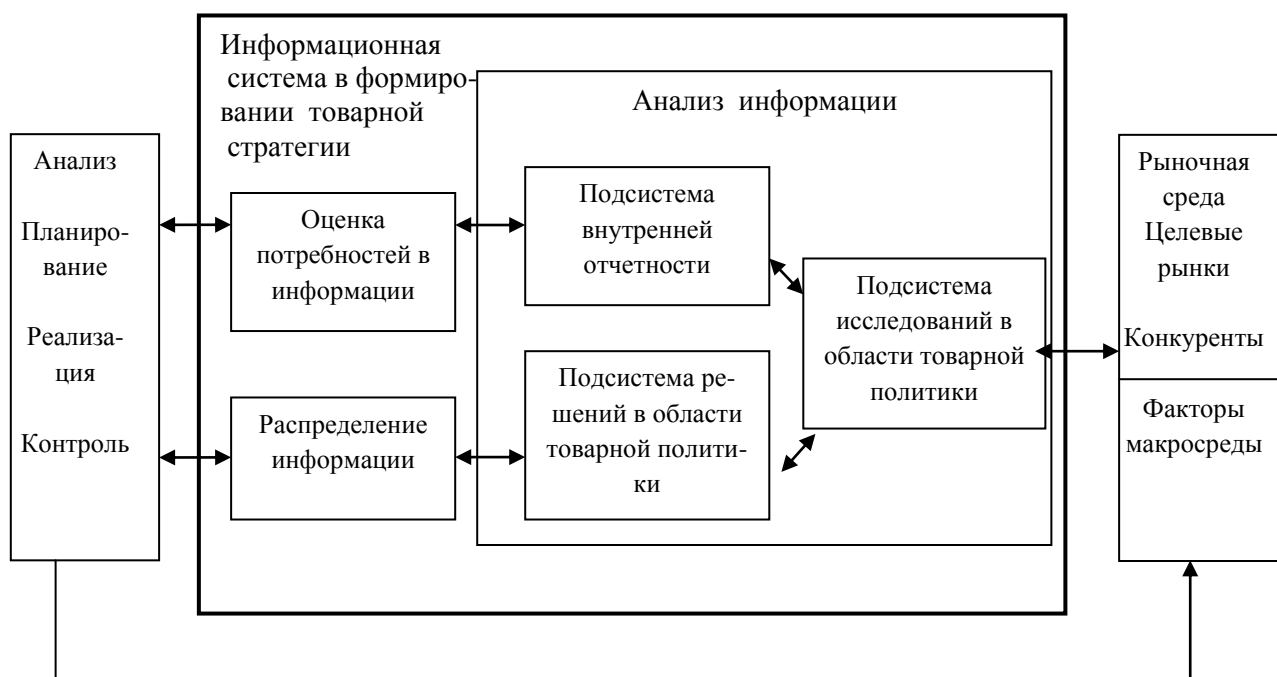 Информационная
система в формиро-
вании товарной
стратегии
Анализ информации
Анализ
Планиро-
вание
Реализа-
ция
Контроль
Оценка
потребностей в
информации
Распределение
информации
Подсистема
внутренней
отчетности
Подсистема ре-
шений в области
товарной полити-
ки
Подсистема
исследований в
области товарной
политики
Рыночная
среда
Целевые
рынки
Конкуренты
Факторы
макросреды